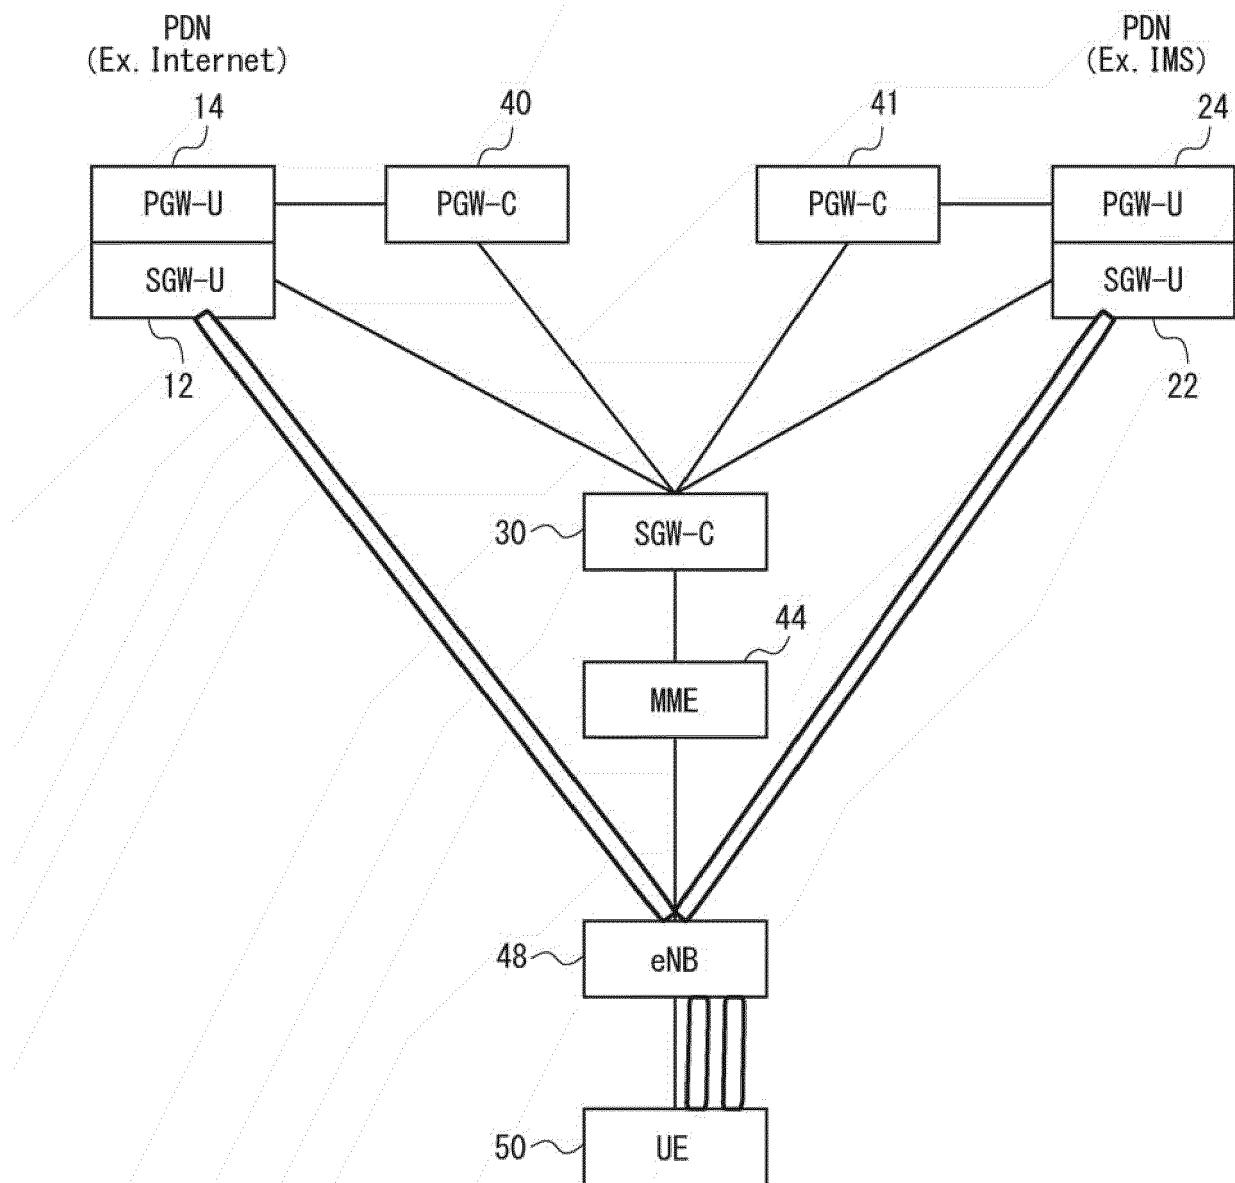 PDN
(Ex. Internet)
PDN
(Ex. IMS)
14
40
41
24
PGW-U
PGW-C
PGW-C
PGW-U
SGW-U
SGW-U
12
22
30
SGW-C
44
MME
48
eNB
50
UE